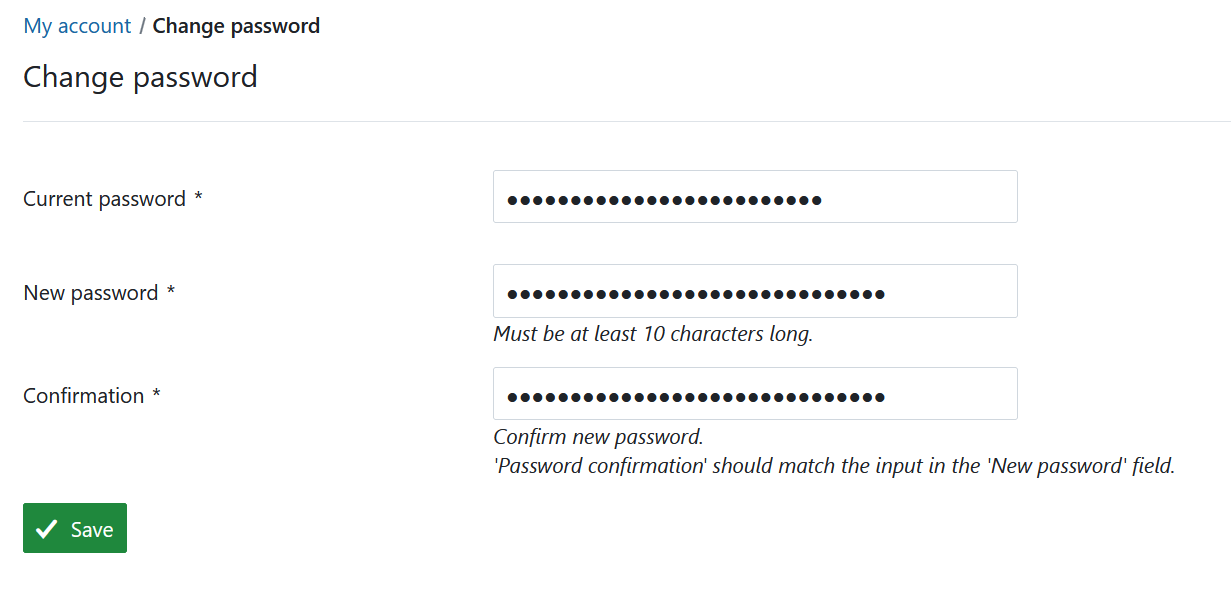 My account / Change password
Change password
Current password * •••••••••••••••••••••••••
New password * ••••••••••••••••••••••••••••••
Must be at least 10 characters long.
Confirmation * ••••••••••••••••••••••••••••••
Confirm new password.
'Password confirmation' should match the input in the 'New password' field.
Save